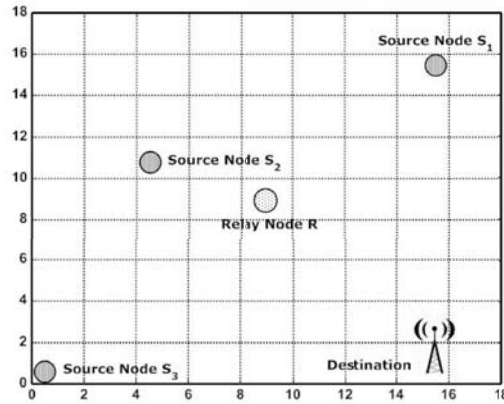 18
16
14
12
10
8
6
4
2
0
Source Node S1
Source Node S2
Relay Node R
Source Node S3
Destination
0 2 4 6 8 10 12 14 16 18